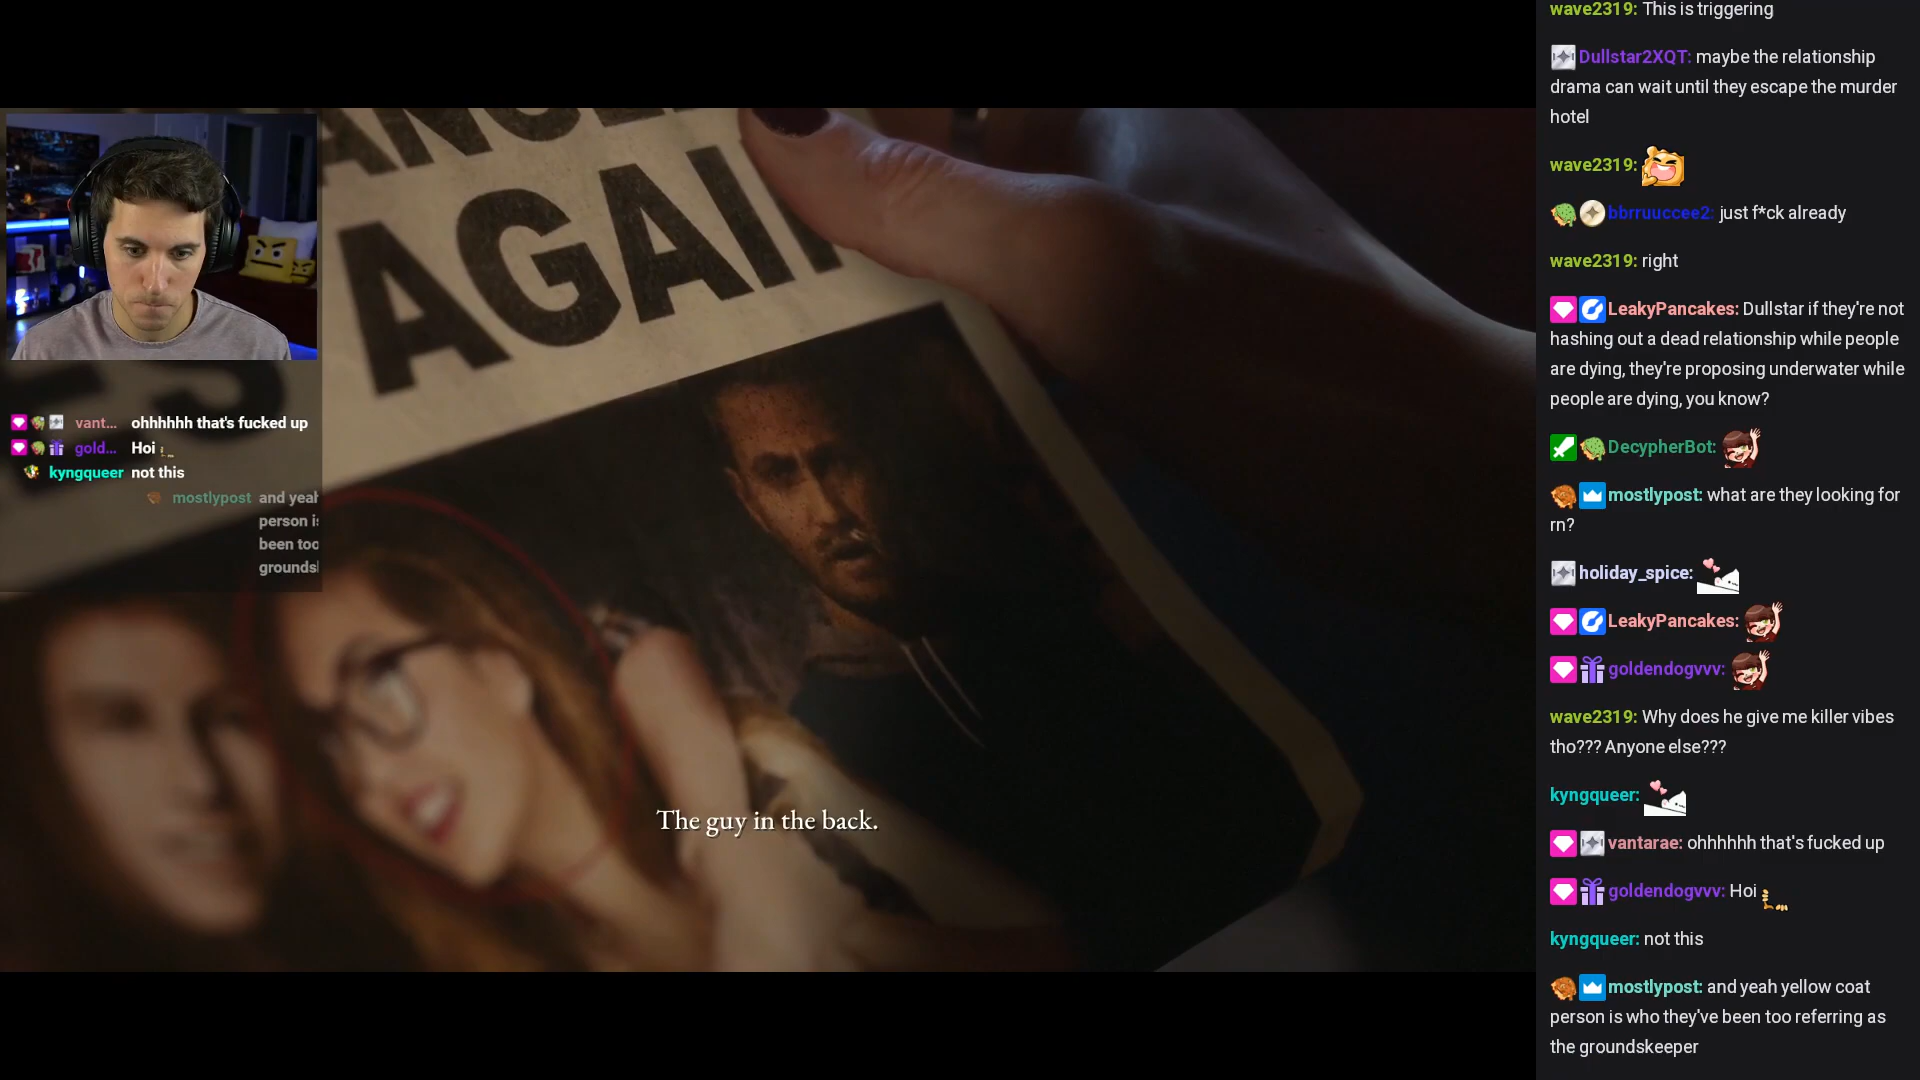 AGAI
The guy in the back.
vant... ohhhhhh that's fucked up
gold... Hoi
kyngqueer not this
mostlypost and yeah
person
been too
wave2319: This is triggering
Dullstar2XQT: maybe the relationship
drama can wait until they escape the murder
hotel
wave2319:
bbrruuccee2: just f*ck already
wave2319: right
LeakyPancakes: Dullstar if they're not
hashing out a dead relationship while people
are dying, they're proposing underwater while
people are dying, you know?
DecypherBot:
mostlypost: what are they looking for
rn?
holiday_spice:
LeakyPancakes:
goldendogvvv:
wave2319: Why does he give me killer vibes
tho??? Anyone else???
kyngqueer:
vantarae: ohhhhhh that's fucked up
goldendogvvv: Hoi
kyngqueer: not this
mostlypost: and yeah yellow coat
person is who they've been too referring as
the groundskeeper